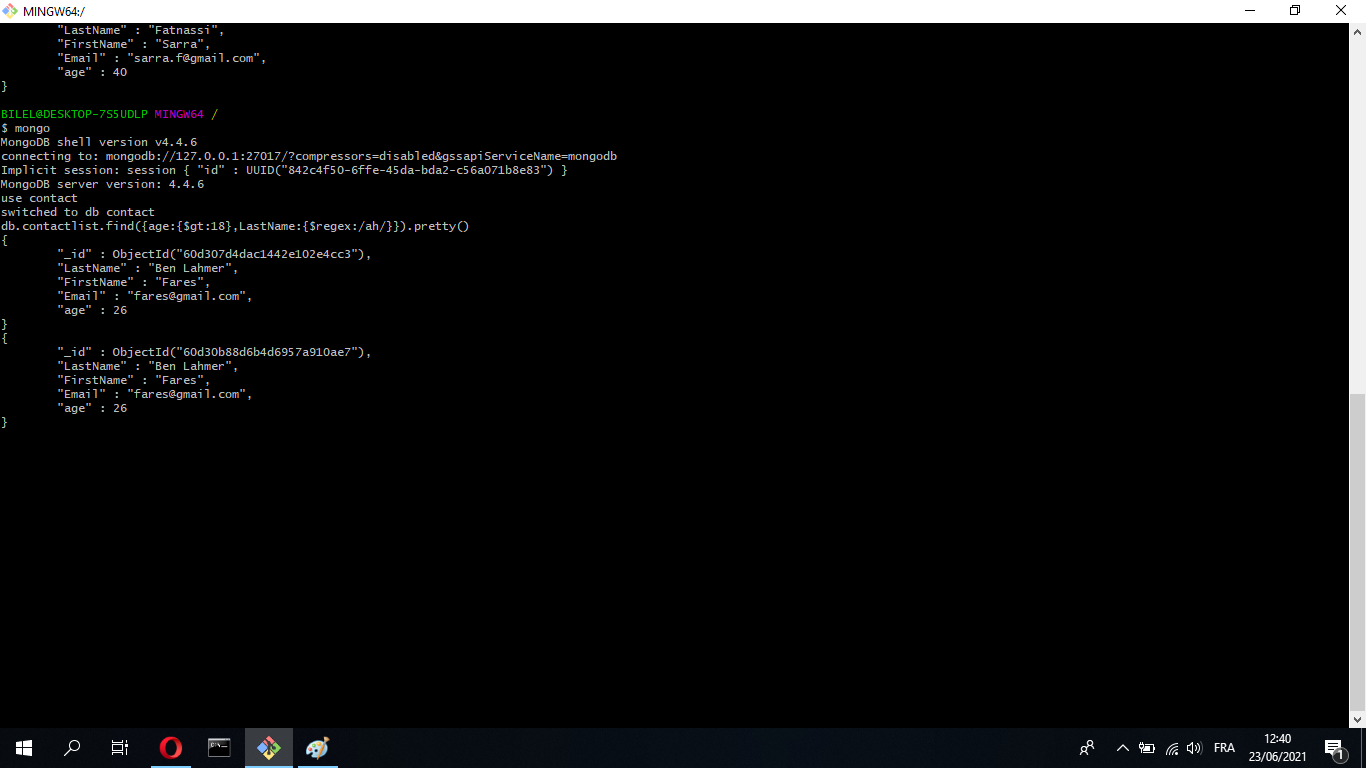 MINGW64:/
"LastName" : "Fatnassi",
"FirstName" : "Sarra",
"Email" : "sarra.f@gmail.com",
"age" : 40
}
BILEL@DESKTOP-7S5UDLP MINGW64 /
$ mongo
MongoDB shell version v4.4.6
connecting to: mongodb://127.0.0.1:27017/?compressors=disabled&gssapiServiceName=mongodb
Implicit session: session { "id" : UUID("842c4f50-6ffe-45da-bda2-c56a071b8e83") }
MongoDB server version: 4.4.6
use contact
switched to db contact
db.contactlist.find({age:{$gt:18},LastName:{$regex:/ah/}}).pretty()
{
"_id" : ObjectId("60d307d4dac1442e102e4cc3"),
"LastName" : "Ben Lahmer",
"FirstName" : "Fares",
"Email" : "fares@gmail.com",
"age" : 26
}
{
"_id" : ObjectId("60d30b88d6b4d6957a910ae7"),
"LastName" : "Ben Lahmer",
"FirstName" : "Fares",
"Email" : "fares@gmail.com",
"age" : 26
}
FRA
12:40
23/06/2021
1